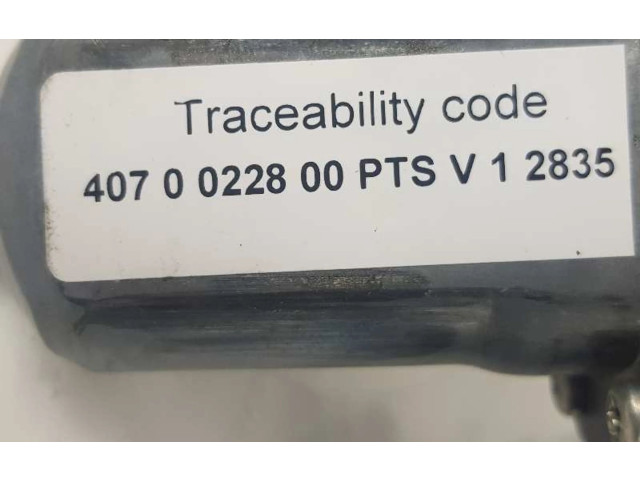 Traceability code
407 0 0228 00 PTS V 1 2835